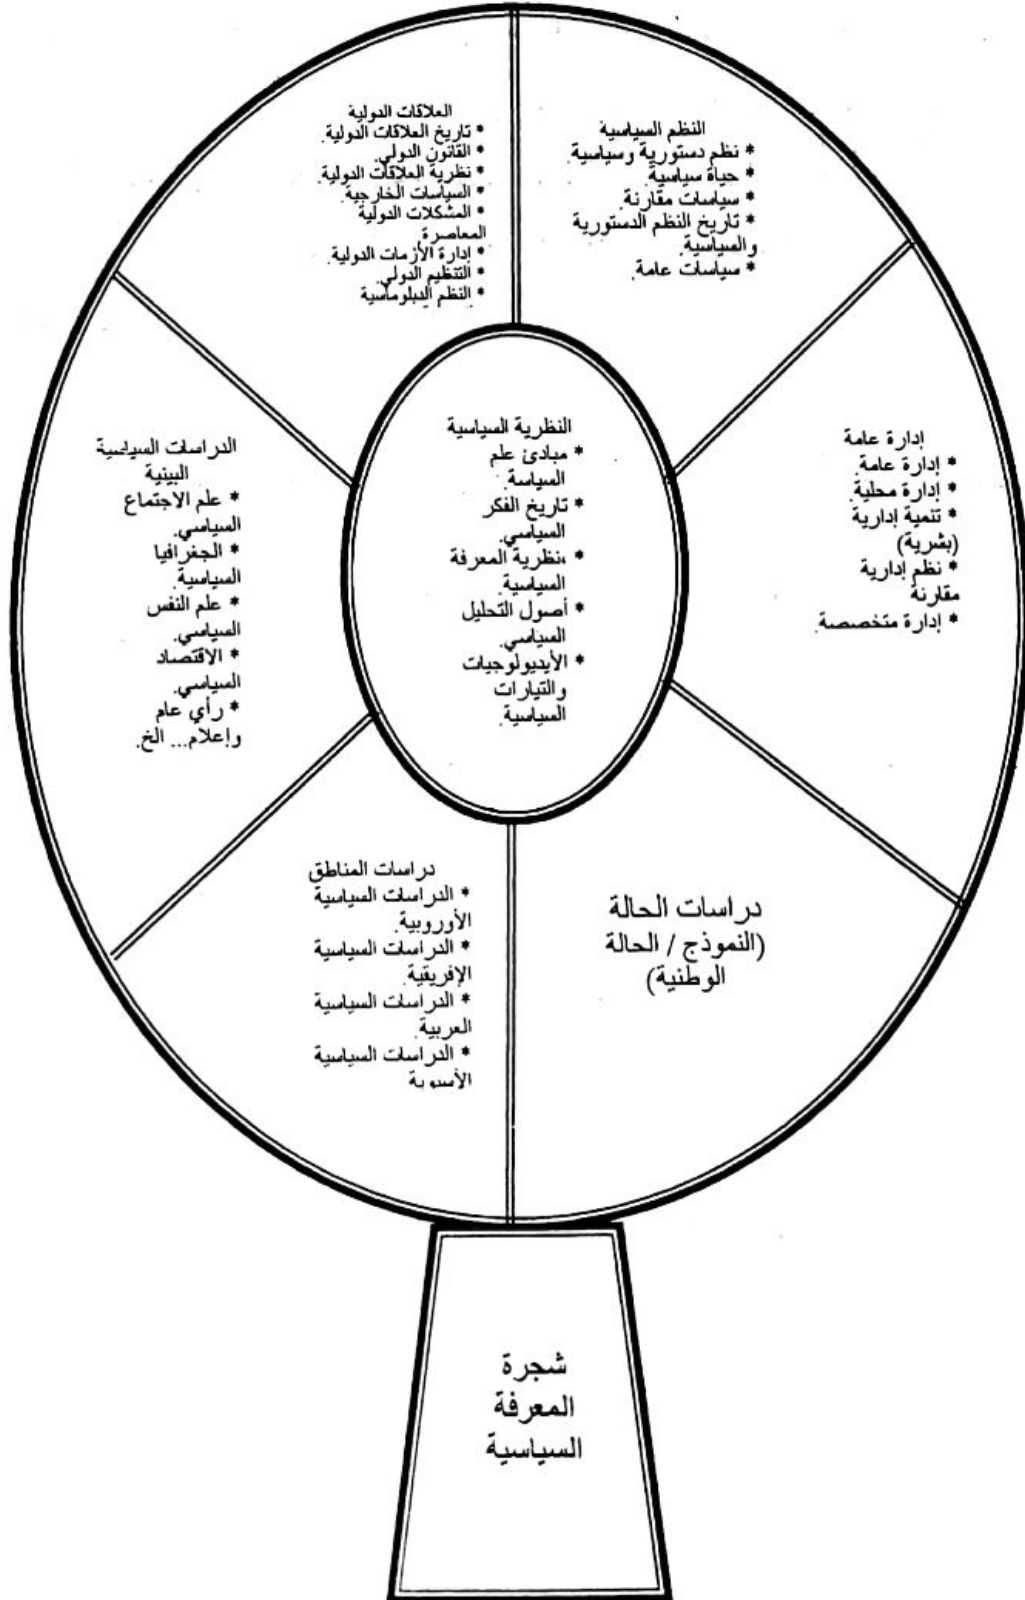 العلاقات الدولية
* تاريخ العلاقات الدولية.
* القانون الدولي.
* نظرية العلاقات الدولية.
* السياسات الخارجية.
* المشكلات الدولية
المعاصرة.
* إدارة الأزمات الدولية.
* التنظيم الدولي.
* النظم الدبلوماسية
النظم السياسية
* نظم دستورية وسياسية.
* حياة سياسية
* سياسات مقارنة.
* تاريخ النظم الدستورية
والسياسية.
* سياسات عامة.
إدارة عامة
* إدارة عامة.
* إدارة محلية.
* تنمية إدارية
(بشرية)
* نظم إدارية
مقارنة
* إدارة متخصصة.
النظرية السياسية
* مبادئ علم
السياسة.
* تاريخ الفكر
السياسي.
* نظرية المعرفة
السياسية.
* أصول التحليل
السياسي.
* الأيديولوجيات
والتيارات
السياسية.
الدراسات السياسية
البينية
* علم الاجتماع
السياسي.
* الجغرافيا
السياسية.
* علم النفس
السياسي.
* الاقتصاد
السياسي.
* رأي عام
وإعلام... الخ.
دراسات المناطق
* الدراسات السياسية
الأوروبية.
* الدراسات السياسية
الإفريقية.
* الدراسات السياسية
العربية.
* الدراسات السياسية
الأسيوية
دراسات الحالة
(النموذج / الحالة
الوطنية)
شجرة
المعرفة
السياسية